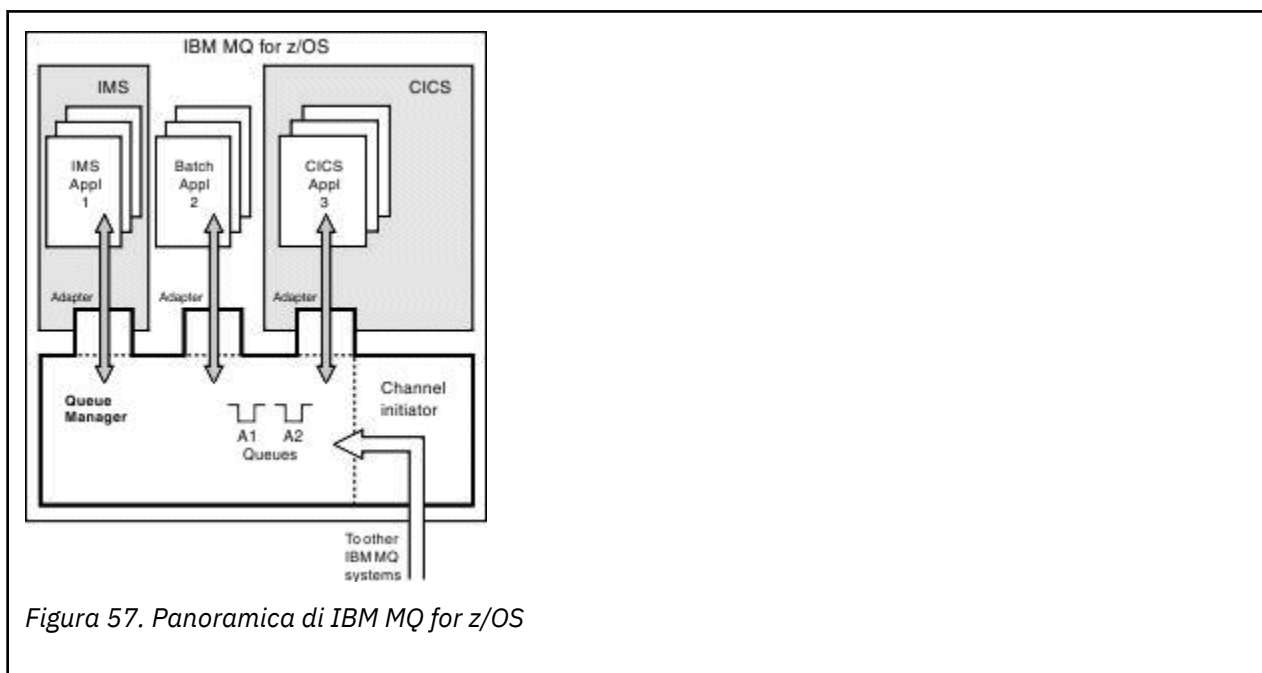 IBM MQ for z/OS
IMS
CICS
IMS
Appl
1
Batch
Appl
2
CICS
Appl
3
Adapter
Adapter
Adapter
Queue
Manager
A1
A2
Queues
Channel
initiator
To other
IBM MQ
systems
Figura 57. Panoramica di IBM MQ for z/OS